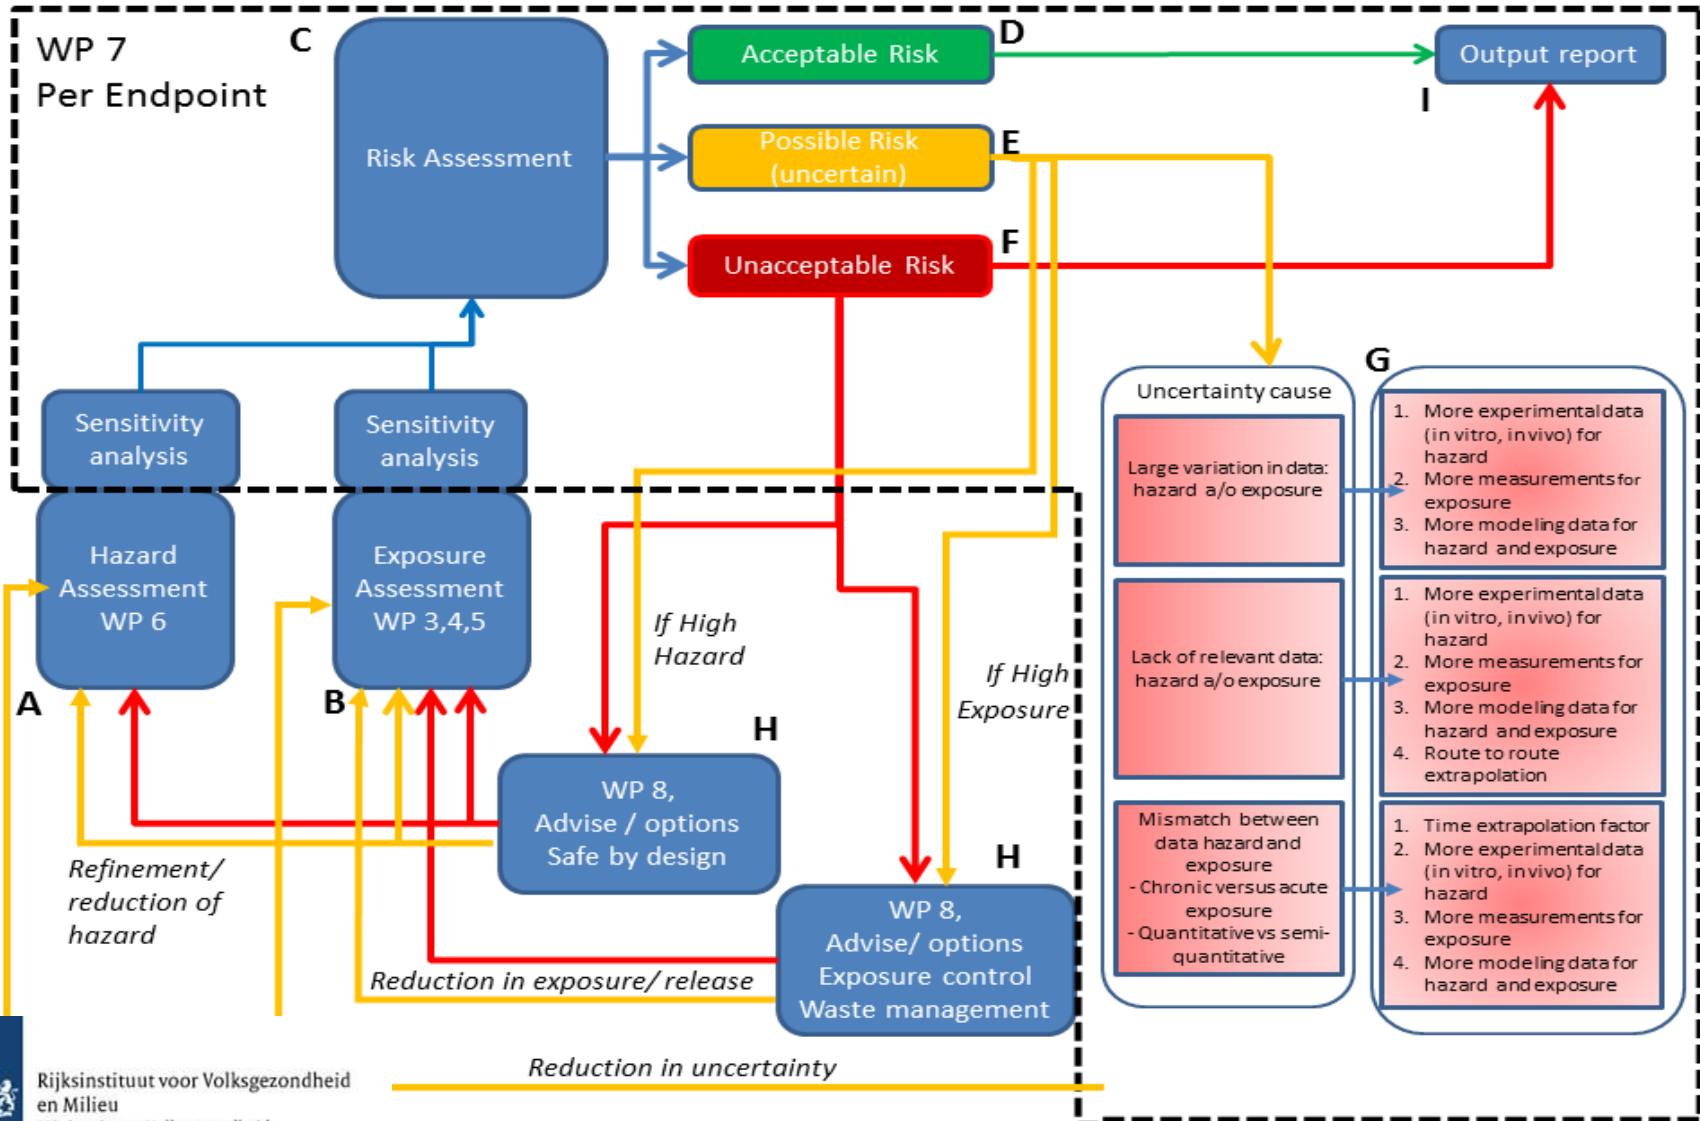 WP 7
Per Endpoint
C
Risk Assessment
Acceptable Risk
D
Output report
I
Possible Risk
(uncertain)
E
Unacceptable Risk
F
Sensitivity
analysis
Sensitivity
analysis
Hazard
Assessment
WP 6
A
Exposure
Assessment
WP 3,4,5
B
If High
Hazard
If High
Exposure
H
WP 8,
Advise / options
Safe by design
H
WP 8,
Advise/ options
Exposure control
Waste management
Refinement/
reduction of
hazard
Reduction in exposure/ release
Reduction in uncertainty
Uncertainty cause
Large variation in data:
hazard a/o exposure
Lack of relevant data:
hazard a/o exposure
Mismatch between
data hazard and
exposure
- Chronic versus acute
exposure
- Quantitative vs semi-
quantitative
G
1. More experimental data
(in vitro, in vivo) for
hazard
2. More measurements for
exposure
3. More modeling data for
hazard and exposure
1. More experimental data
(in vitro, in vivo) for
hazard
2. More measurements for
exposure
3. More modeling data for
hazard and exposure
4. Route to route
extrapolation
1. Time extrapolation factor
2. More experimental data
(in vitro, in vivo) for
hazard
3. More measurements for
exposure
4. More modeling data for
hazard and exposure
Rijksinstituut voor Volksgezondheid
en Milieu